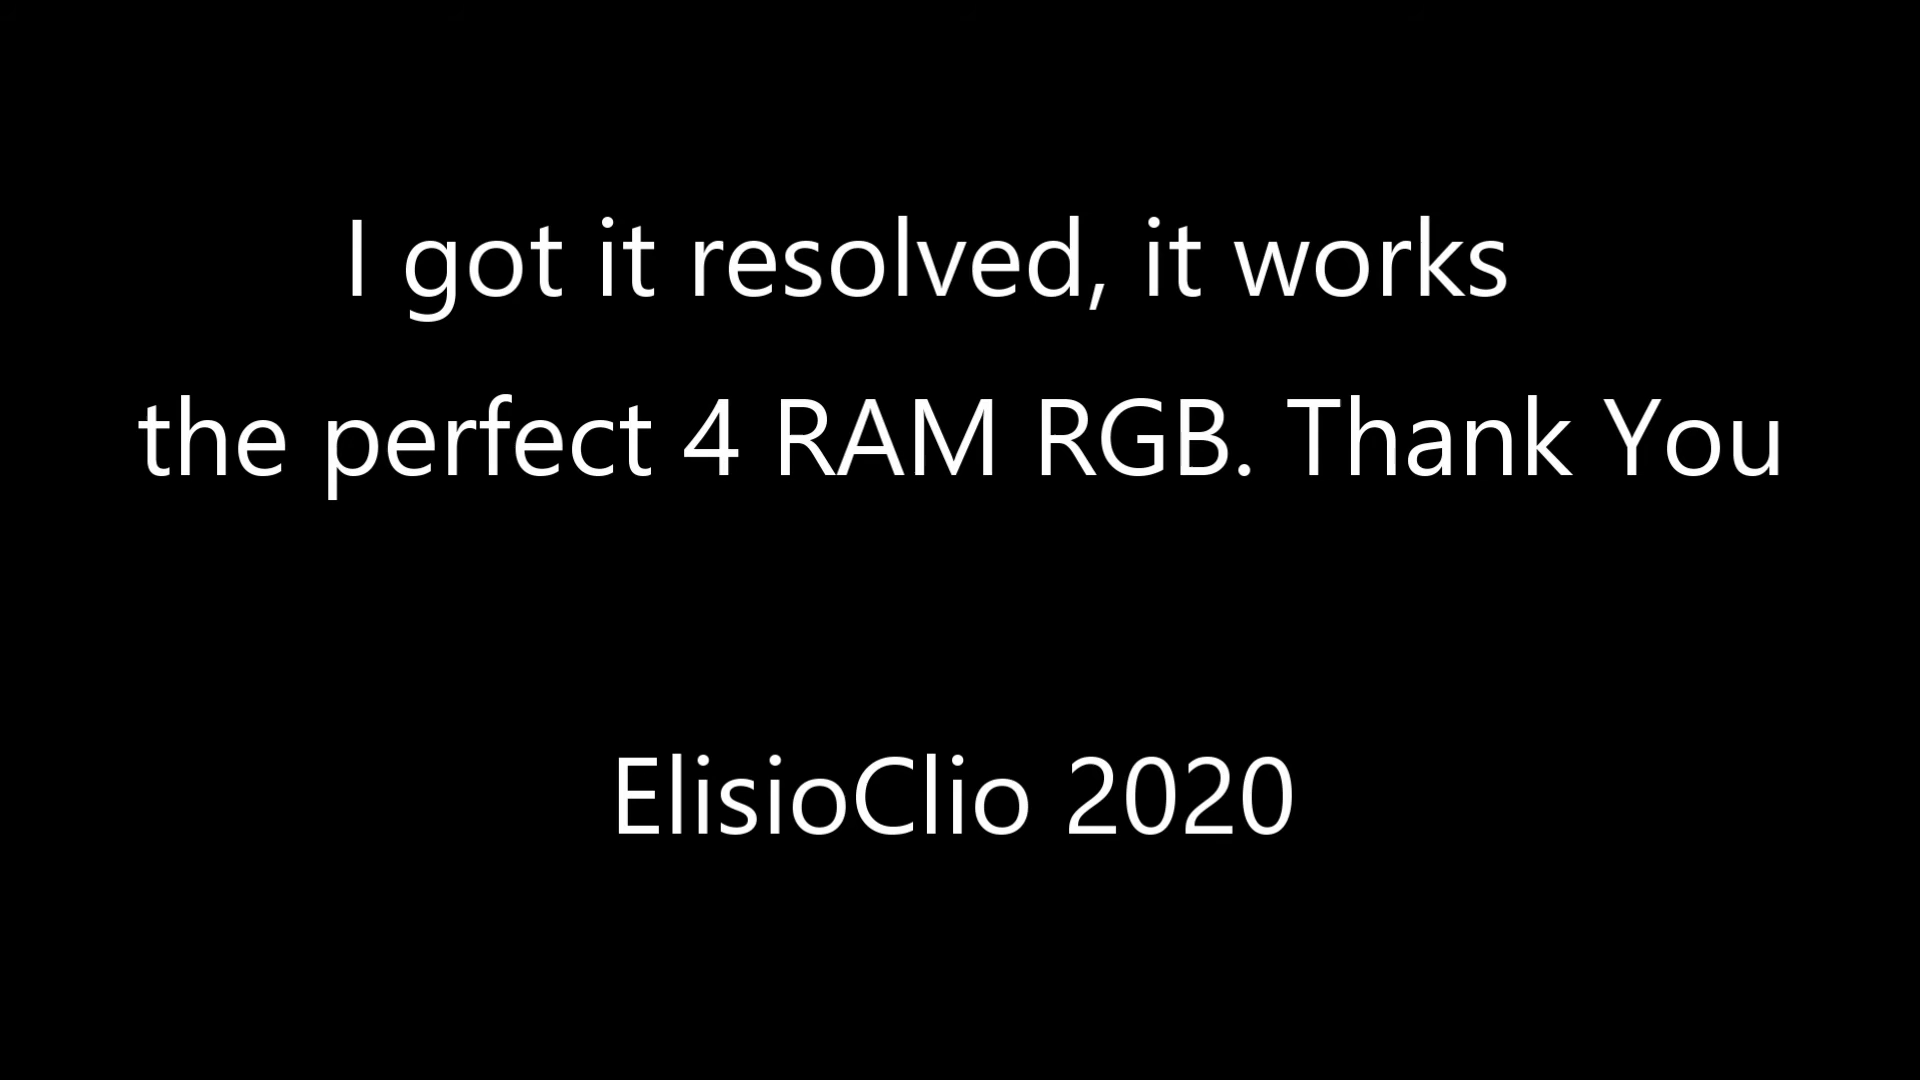 I got it resolved, it works
the perfect 4 RAM RGB. Thank You
ElisioClio 2020